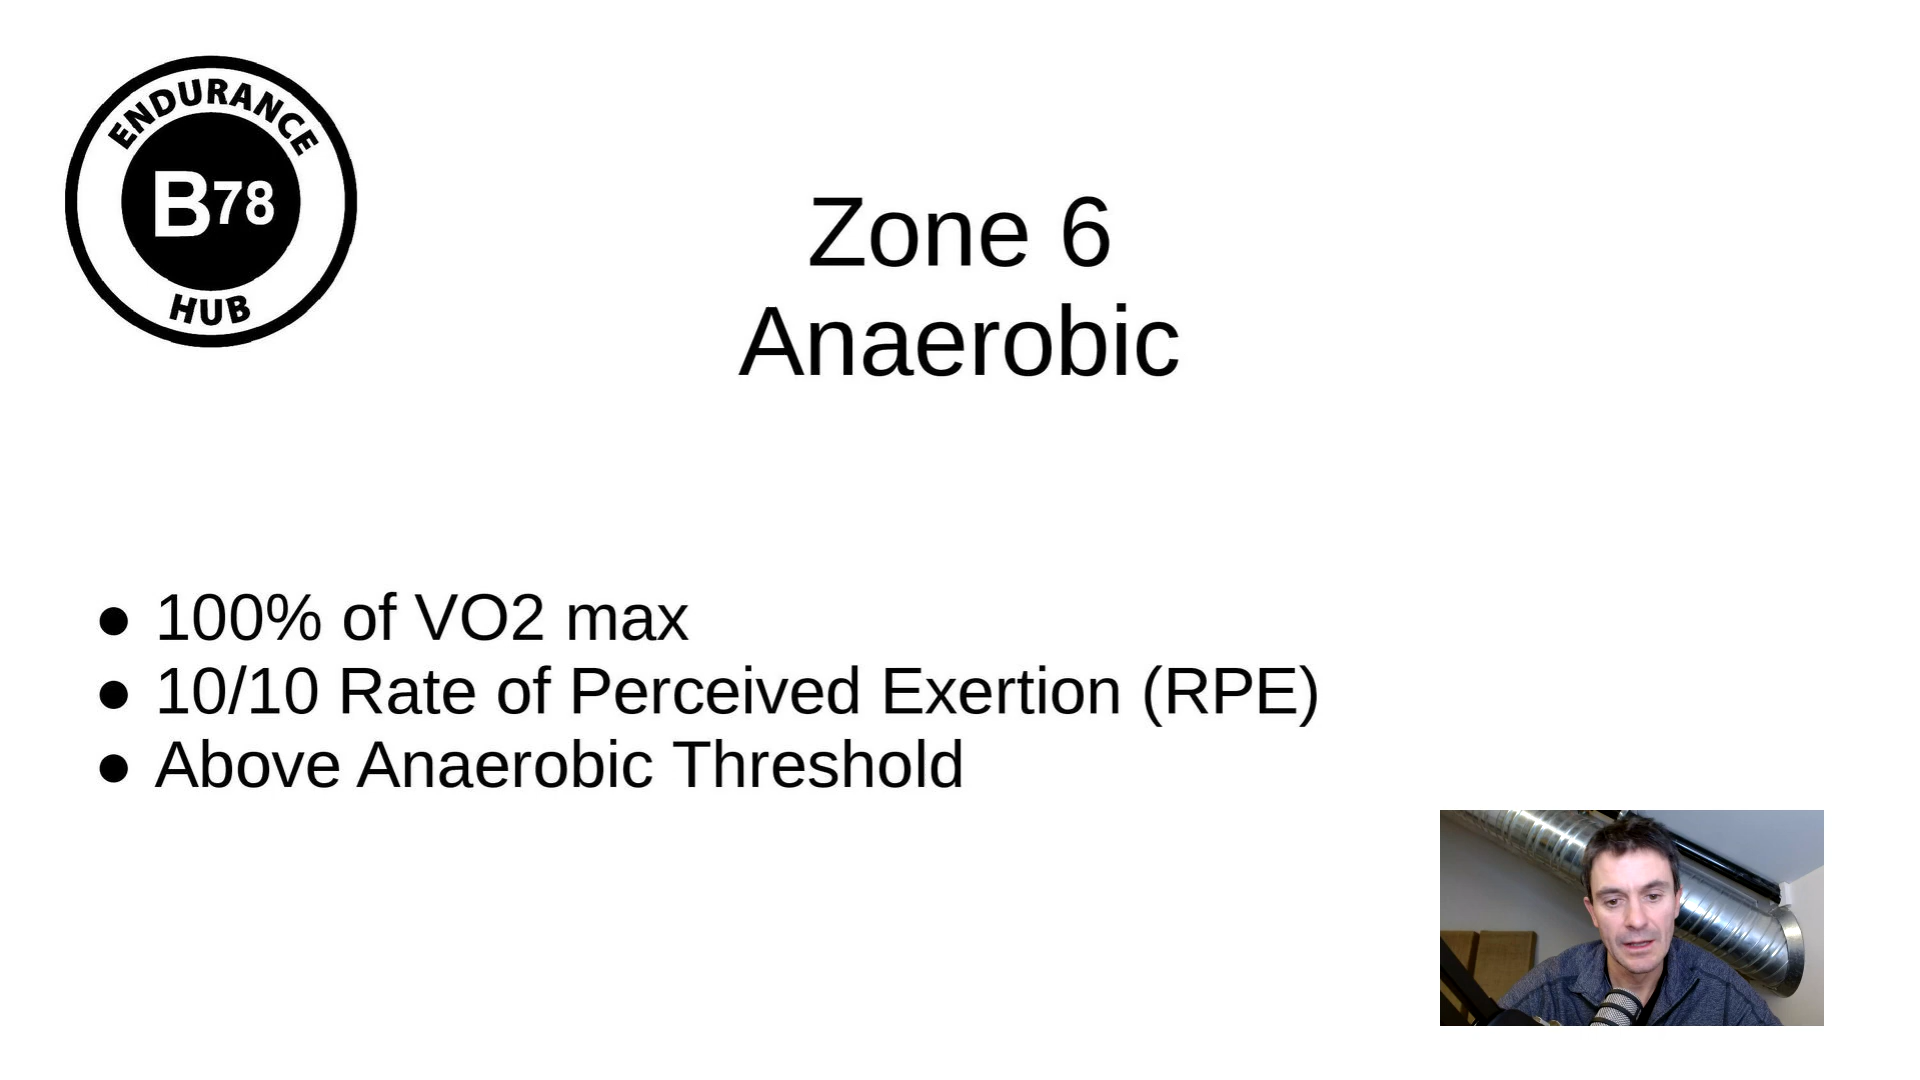 ENDURANCE
B78
HUB
Zone 6
Anaerobic
● 100% of VO2 max
● 10/10 Rate of Perceived Exertion (RPE)
● Above Anaerobic Threshold